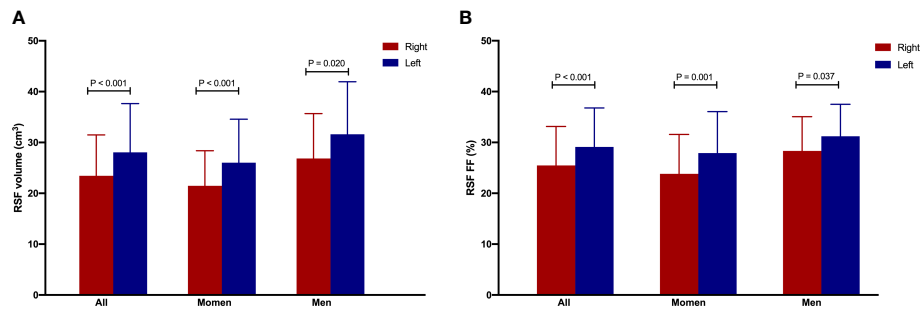 A
RSF volume (cm³)
50
40
30
20
10
0
P < 0.001
P < 0.001
P = 0.020
Right
Left
All
Momen
Men
B
RSF FF (%)
50
40
30
20
10
0
P < 0.001
P = 0.001
P = 0.037
Right
Left
All
Momen
Men